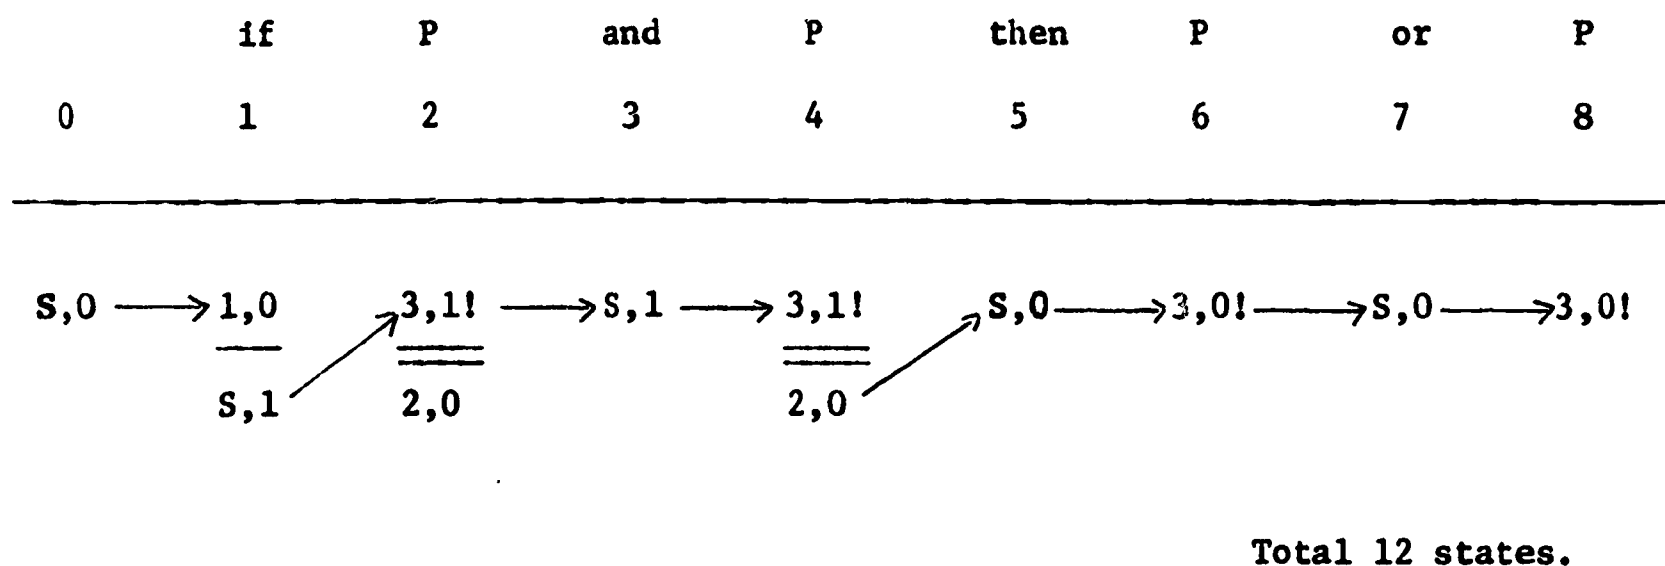 if P and P then P or P
0 1 2 3 4 5 6 7 8
S,0 1,0 3,1! S,1 3,1! S,0 3,0! S,0 3,0!
S,1 2,0 2,0
Total 12 states.